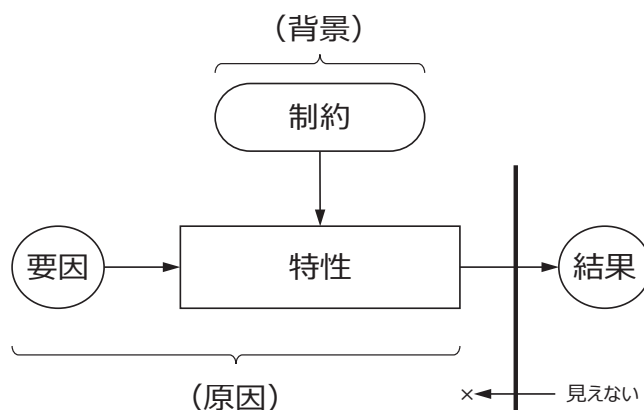 （背景）
制約
要因
特性
結果
（原因）
×
見えない